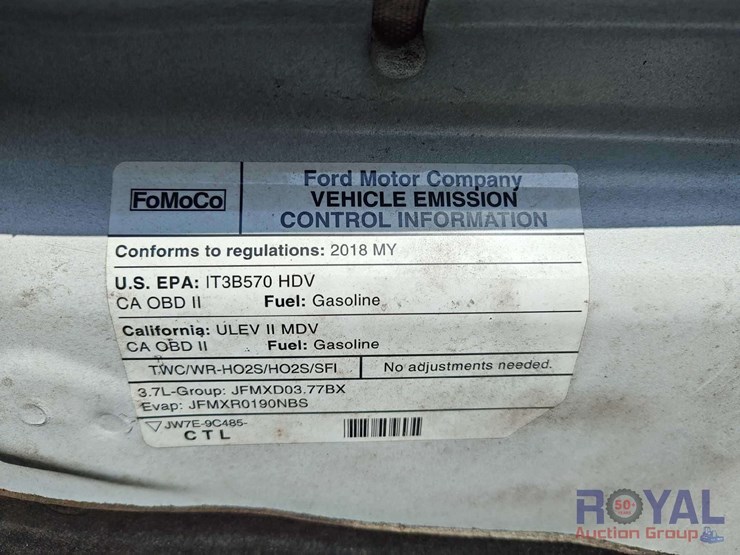 FoMoCo
Ford Motor Company
VEHICLE EMISSION
CONTROL INFORMATION
Conforms to regulations: 2018 MY
U.S. EPA: IT3B570 HDV
CA OBD II Fuel: Gasoline
California: ULEV II MDV
CA OBD II Fuel: Gasoline
TWC/WR-HO2S/HO2S/SFI No adjustments needed.
3.7L-Group: JFMXD03.77BX
Evap: JFMXR0190NBS
JW7E-9C485-
CTL
ROYAL
50+
Auction Group